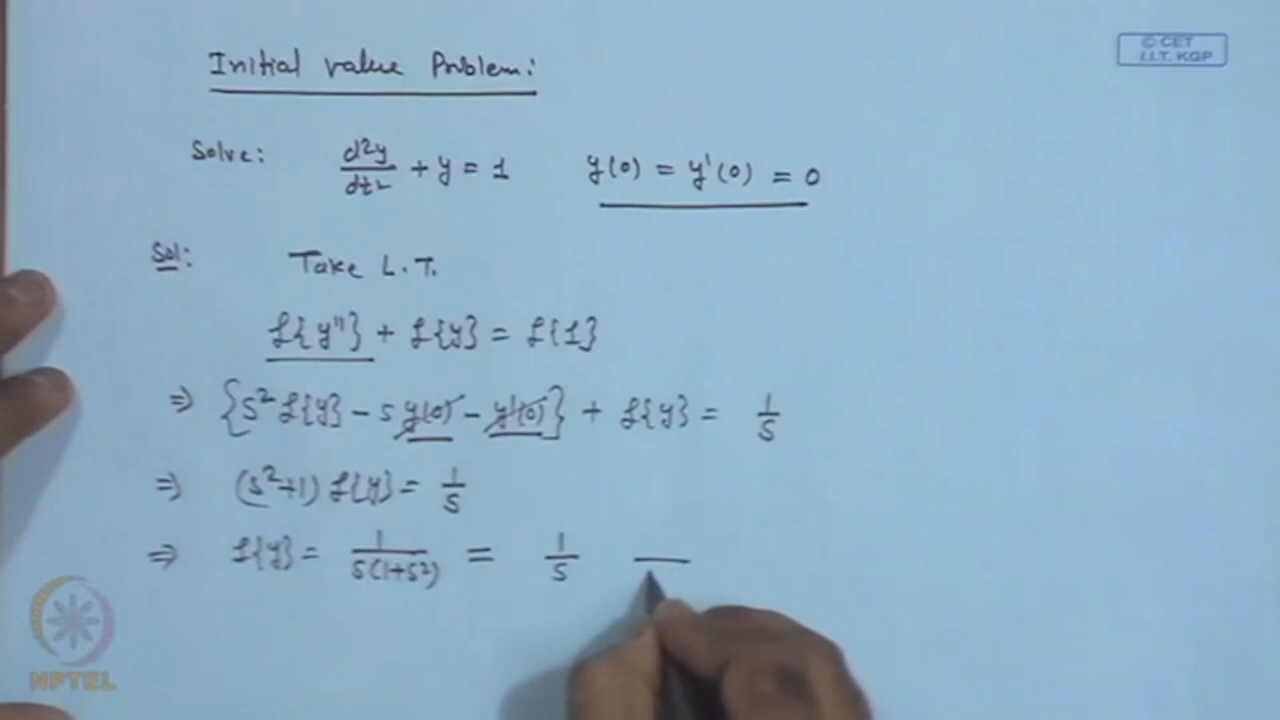 © CET
I.I.T. KGP
Initial value Problem:
Solve: d²y/dt² + y = 1 y(0) = y'(0) = 0
Sol: Take L.T.
L{y''} + L{y} = L{1}
⇒ {s² L{y} - s y(0) - y'(0)} + L{y} = 1/s
⇒ (s²+1) L{y} = 1/s
⇒ L{y} = 1/s(1+s²) = 1/s
NPTEL